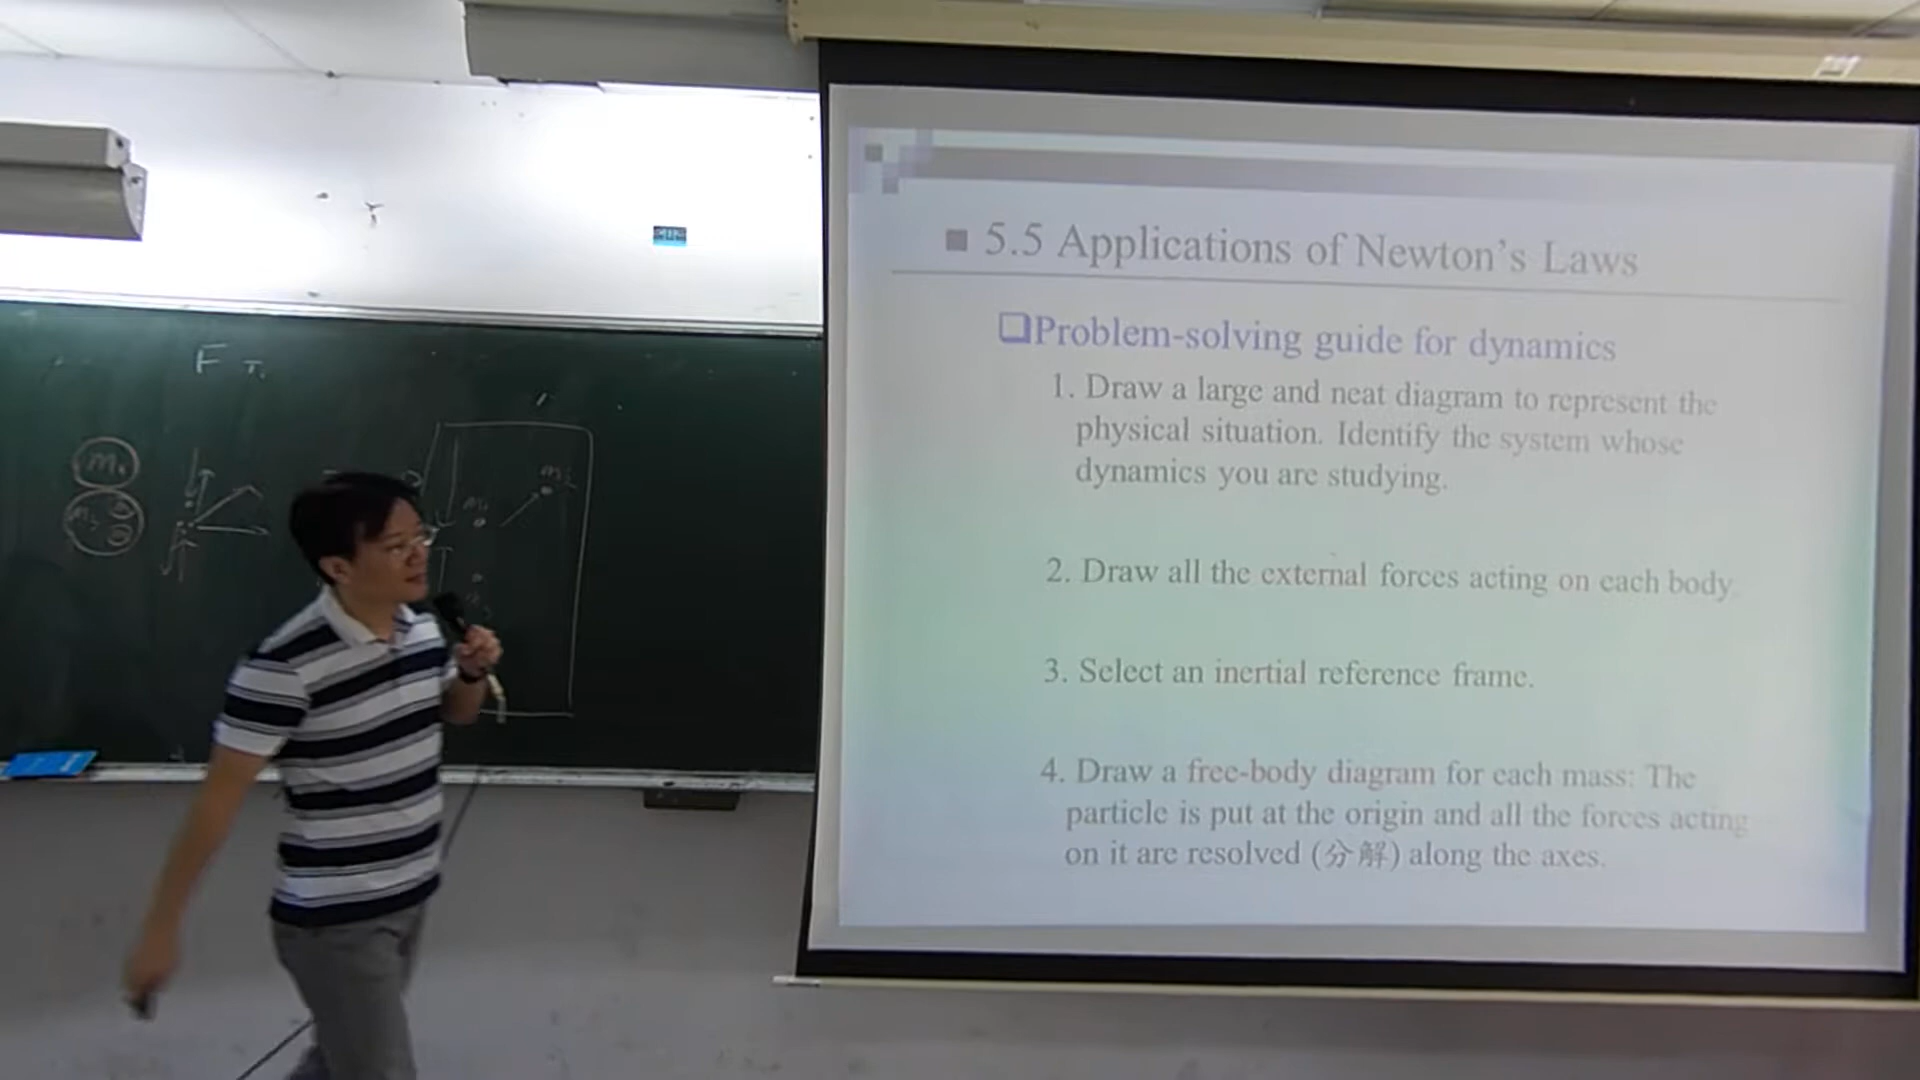 F
m₁
m₂
m₁
5.5 Applications of Newton's Laws
Problem-solving guide for dynamics
1. Draw a large and neat diagram to represent the
physical situation. Identify the system whose
dynamics you are studying.
2. Draw all the external forces acting on each body.
3. Select an inertial reference frame.
4. Draw a free-body diagram for each mass: The
particle is put at the origin and all the forces acting
on it are resolved (分解) along the axes.